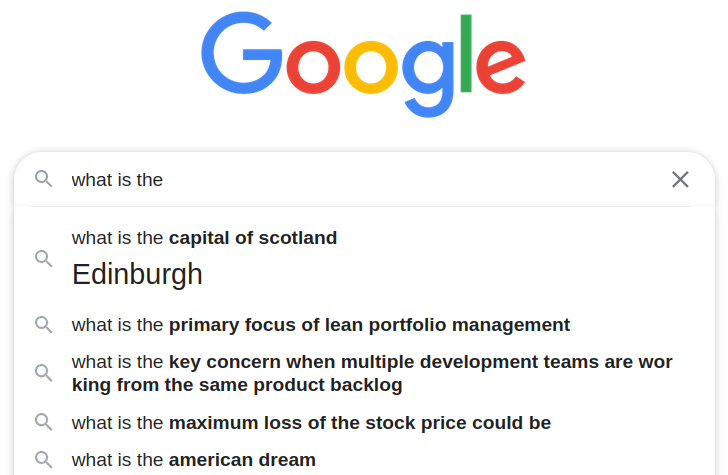 Google
what is the
what is the capital of scotland
Edinburgh
what is the primary focus of lean portfolio management
what is the key concern when multiple development teams are wor
king from the same product backlog
what is the maximum loss of the stock price could be
what is the american dream